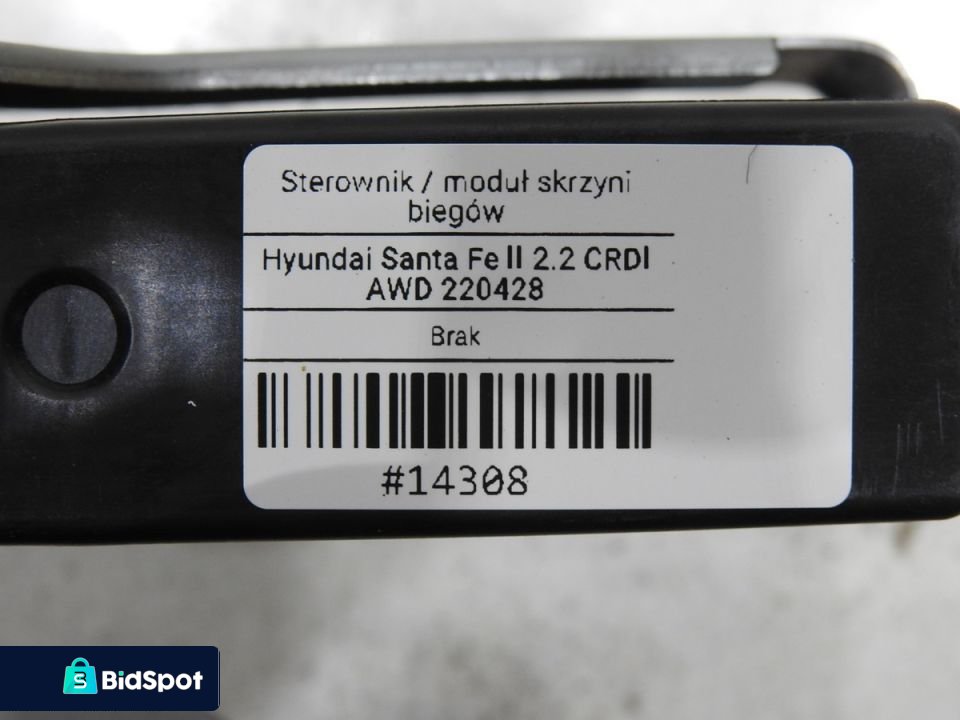 Sterownik / moduł skrzyni
biegów
Hyundai Santa Fe II 2.2 CRDI
AWD 220428
Brak
#14308
S BidSpot